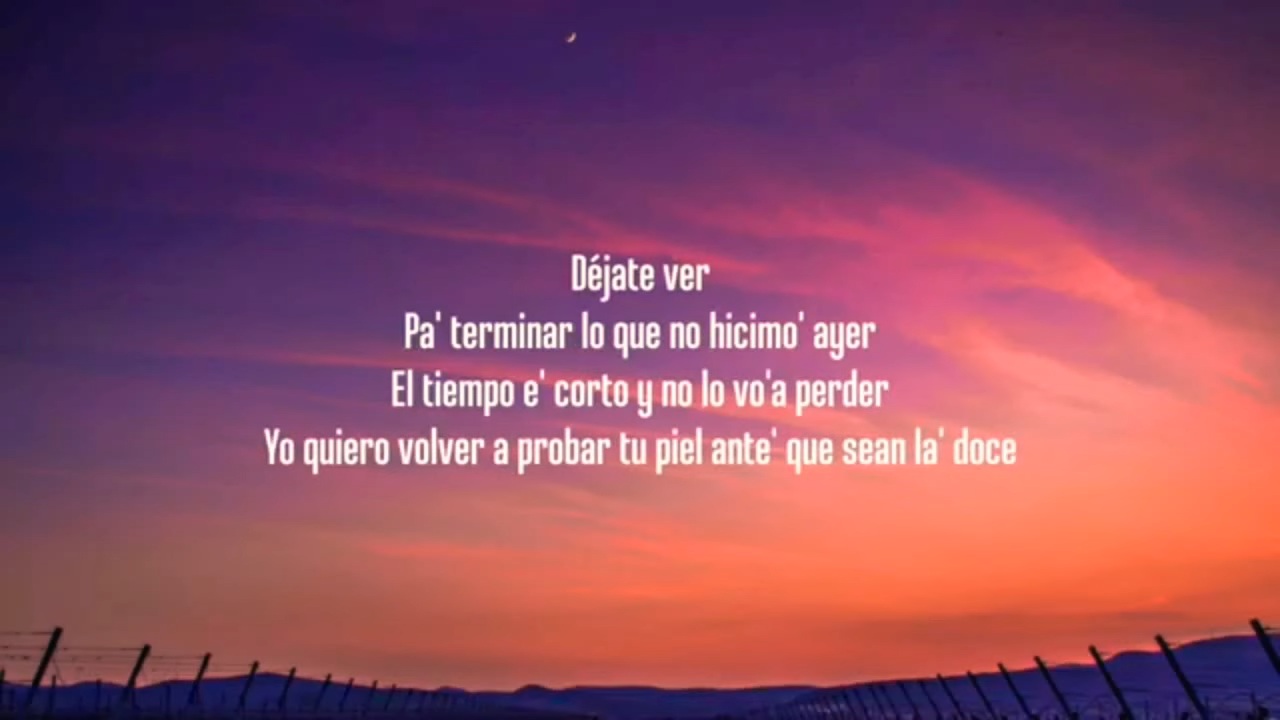 Déjate ver
Pa' terminar lo que no hicimo' ayer
El tiempo e' corto y no lo vo'a perder
Yo quiero volver a probar tu piel ante' que sean la' doce